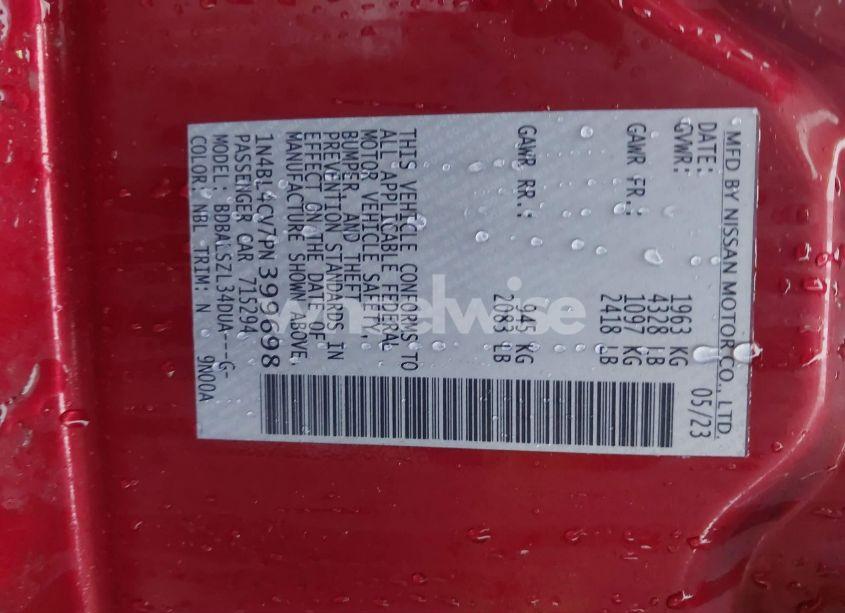 MFD BY NISSAN MOTOR CO., LTD.
DATE: 05/23
GVWR: 1963 KG
4328 LB
GAWR FR.: 1097 KG
2418 LB
GAWR RR.: 945 KG
2083 LB
THIS VEHICLE CONFORMS TO
ALL APPLICABLE FEDERAL
MOTOR VEHICLE SAFETY,
BUMPER, AND THEFT
PREVENTION STANDARDS IN
EFFECT ON THE DATE OF
MANUFACTURE SHOWN ABOVE.
1N4BL4CV7PN399698
PASSENGER CAR 715294
MODEL: BDBALSZL34DUA---G-
COLOR: NBL TRIM: N 9N00A
wheelwise